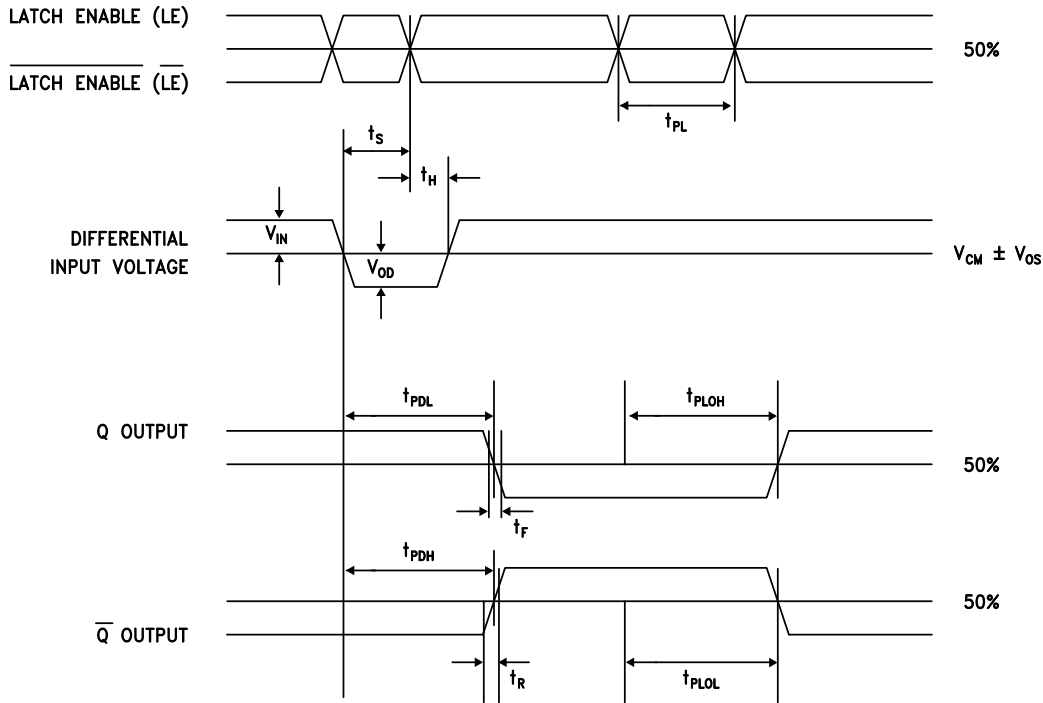 LATCH ENABLE (LE)
50%
LATCH ENABLE (LE)
tPL
tS
tH
DIFFERENTIAL
INPUT VOLTAGE
VIN
VOD
VCM ± VOS
tPDL
tPLOH
Q OUTPUT
50%
tF
tPDH
50%
Q OUTPUT
tR
tPLOL